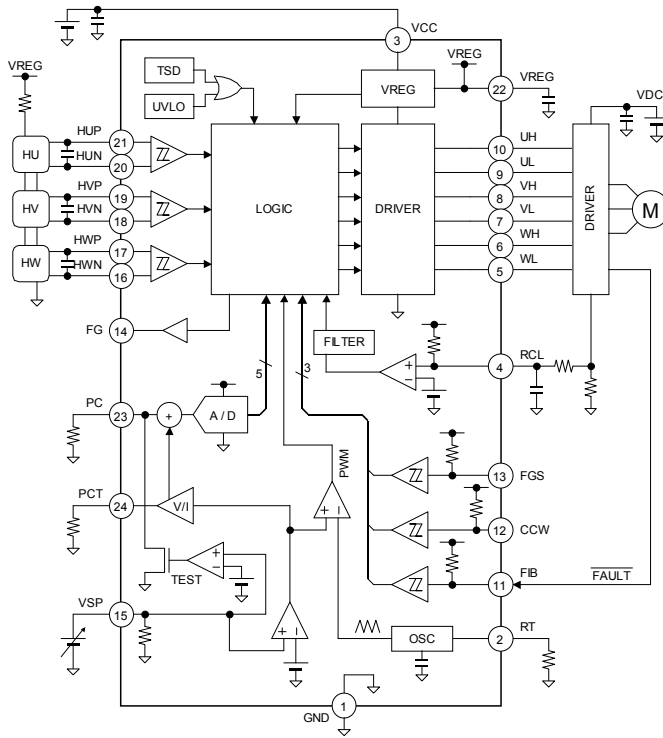 VCC
3
VREG
TSD
UVLO
VREG
VREG
22
VDC
HUP
21
HU
HUN
20
HVP
19
HV
HVN
18
HWP
17
HW
HWN
16
LOGIC
DRIVER
10
UH
9
UL
8
VH
7
VL
6
WH
5
WL
DRIVER
M
FG
14
FILTER
+
−
4
RCL
5
3
PC
23
+
A / D
PWM
13
FGS
PCT
24
V/I
+
−
12
CCW
TEST
+
−
11
FIB
FAULT
VSP
15
+
−
OSC
2
RT
GND
1